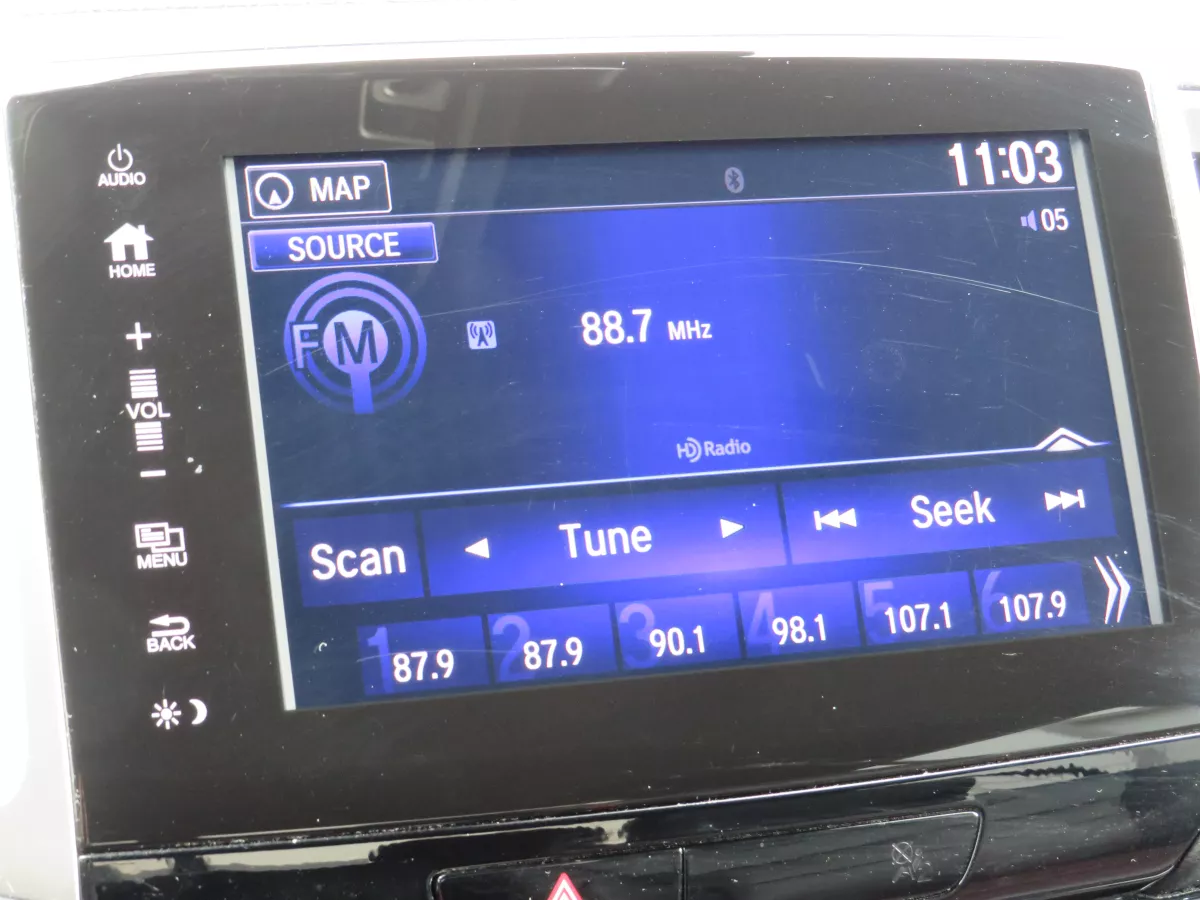 AUDIO
HOME
VOL
MENU
BACK
MAP
11:03
SOURCE
05
FM
88.7 MHz
HD Radio
Scan
Tune
Seek
1 87.9
2 87.9
3 90.1
4 98.1
5 107.1
6 107.9